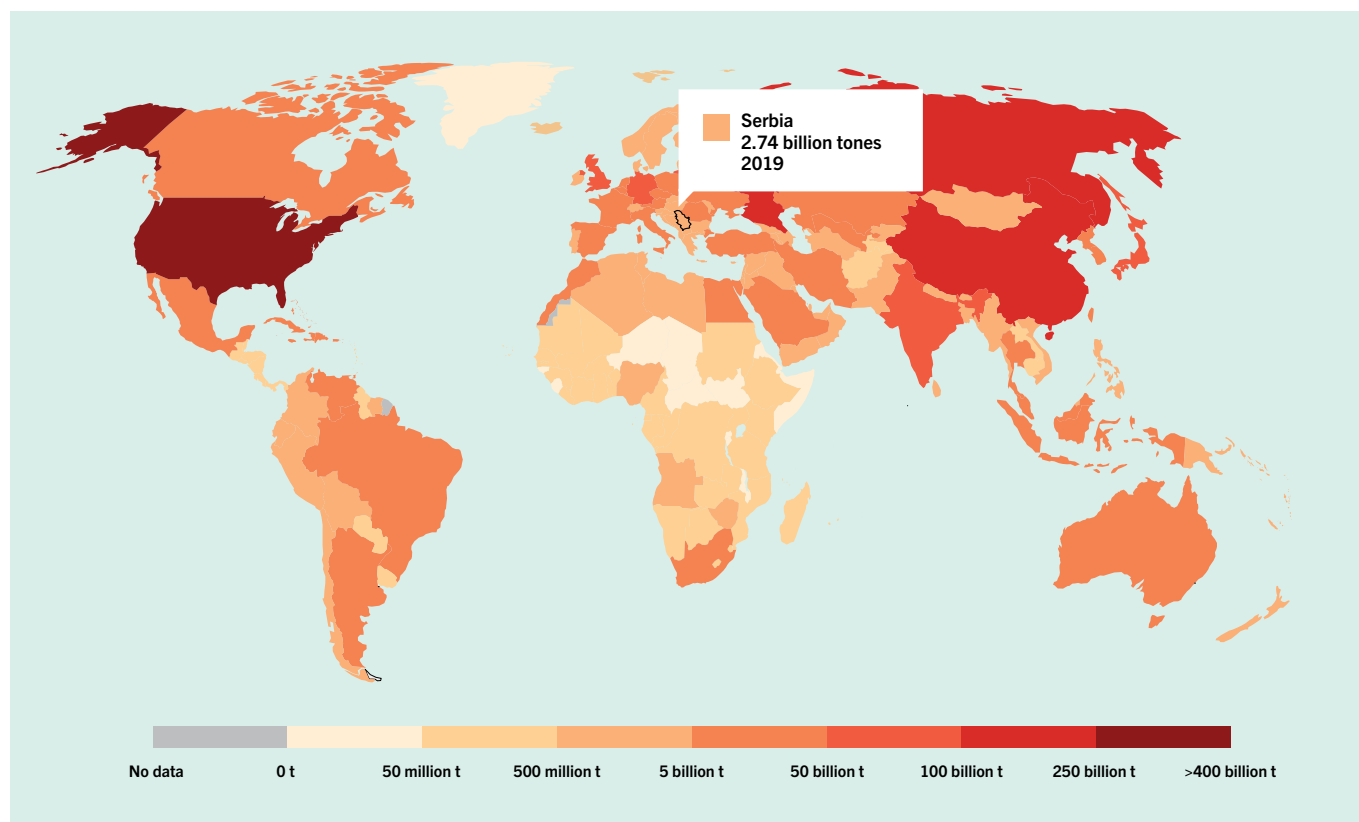 Serbia
2.74 billion tones
2019
No data
0 t
50 million t
500 million t
5 billion t
50 billion t
100 billion t
250 billion t
>400 billion t